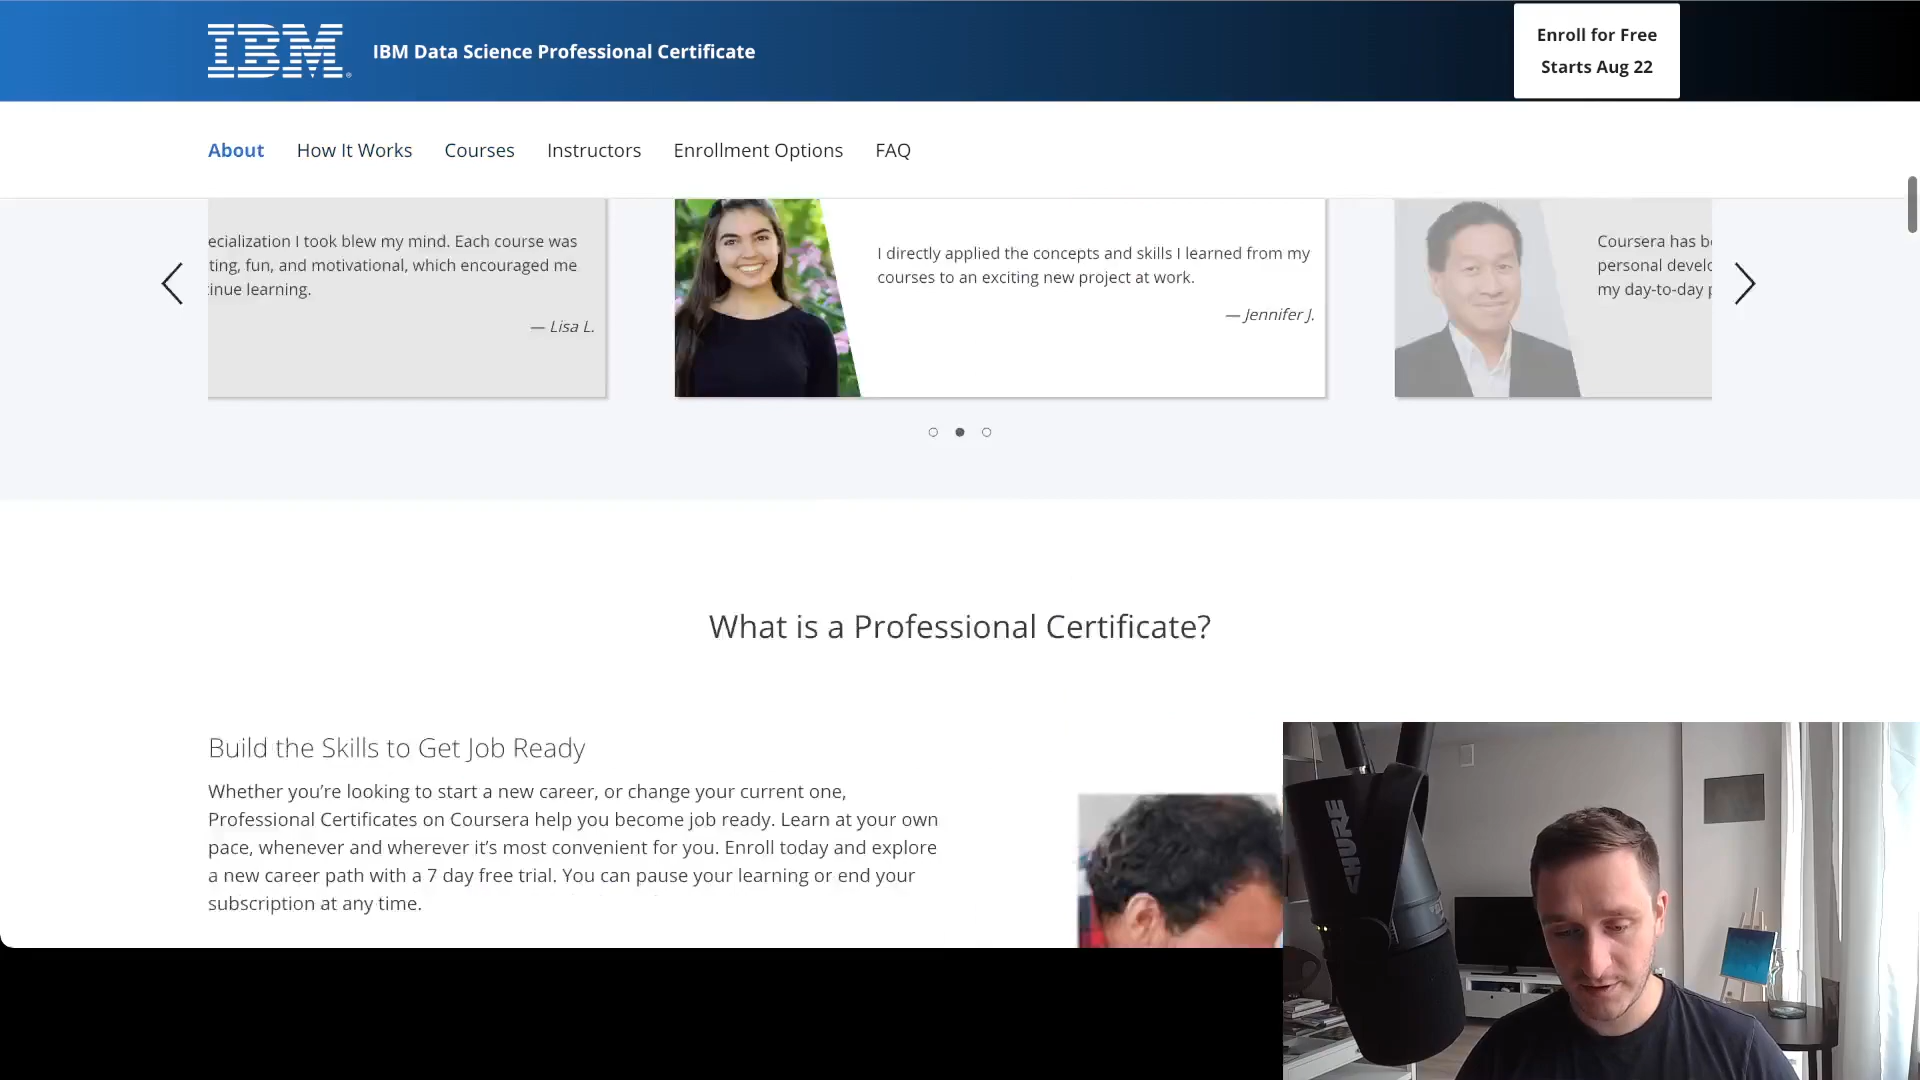 IBM
IBM Data Science Professional Certificate
Enroll for Free
Starts Aug 22
About
How It Works
Courses
Instructors
Enrollment Options
FAQ
ecialization I took blew my mind. Each course was
ting, fun, and motivational, which encouraged me
inue learning.
— Lisa L.
I directly applied the concepts and skills I learned from my
courses to an exciting new project at work.
— Jennifer J.
Coursera has
personal
my day-to-day
What is a Professional Certificate?
Build the Skills to Get Job Ready
Whether you’re looking to start a new career, or change your current one,
Professional Certificates on Coursera help you become job ready. Learn at your own
pace, whenever and wherever it’s most convenient for you. Enroll today and explore
a new career path with a 7 day free trial. You can pause your learning or end your
subscription at any time.
SHURE